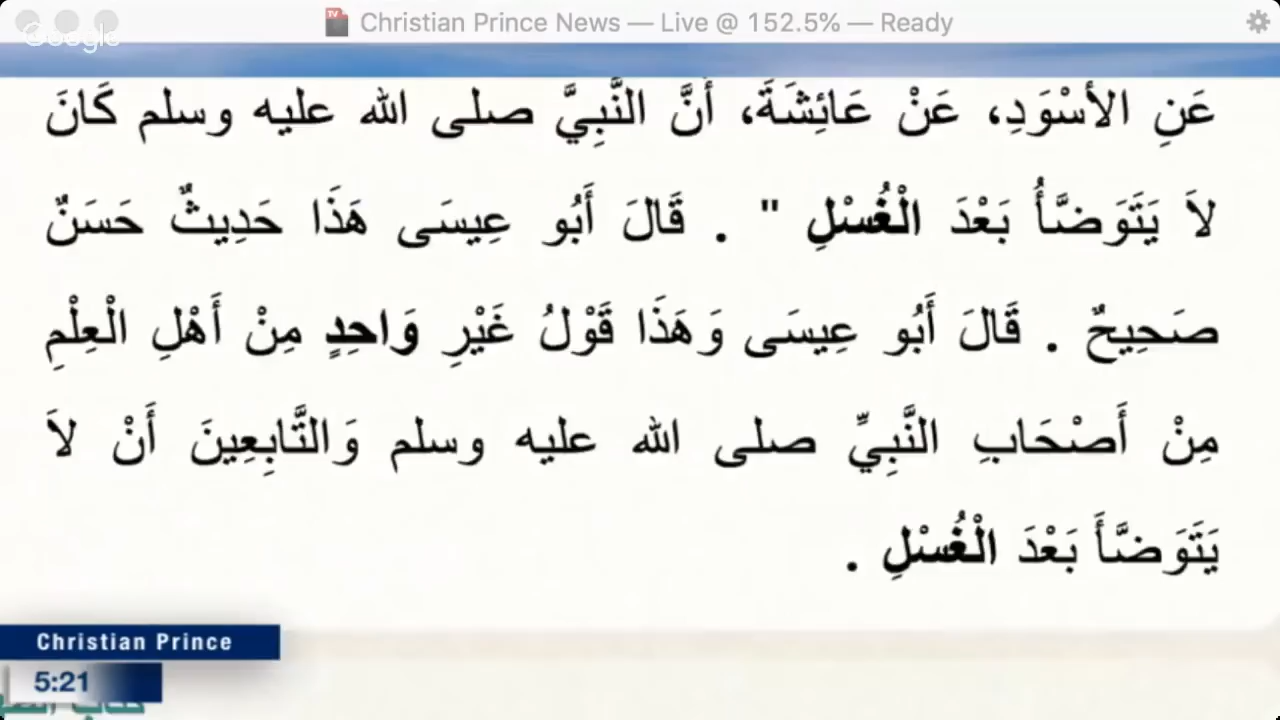 Christian Prince News — Live @ 152.5% — Ready
Google
عَنِ الأَسْوَدِ، عَنْ عَائِشَةَ، أَنَّ النَّبِيَّ صلى الله عليه وسلم كَانَ
لاَ يَتَوَضَّأُ بَعْدَ الْغُسْلِ " . قَالَ أَبُو عِيسَى هَذَا حَدِيثٌ حَسَنٌ
صَحِيحٌ . قَالَ أَبُو عِيسَى وَهَذَا قَوْلُ غَيْرِ وَاحِدٍ مِنْ أَهْلِ الْعِلْمِ
مِنْ أَصْحَابِ النَّبِيِّ صلى الله عليه وسلم وَالتَّابِعِينَ أَنْ لاَ
يَتَوَضَّأَ بَعْدَ الْغُسْلِ .
Christian Prince
5:21